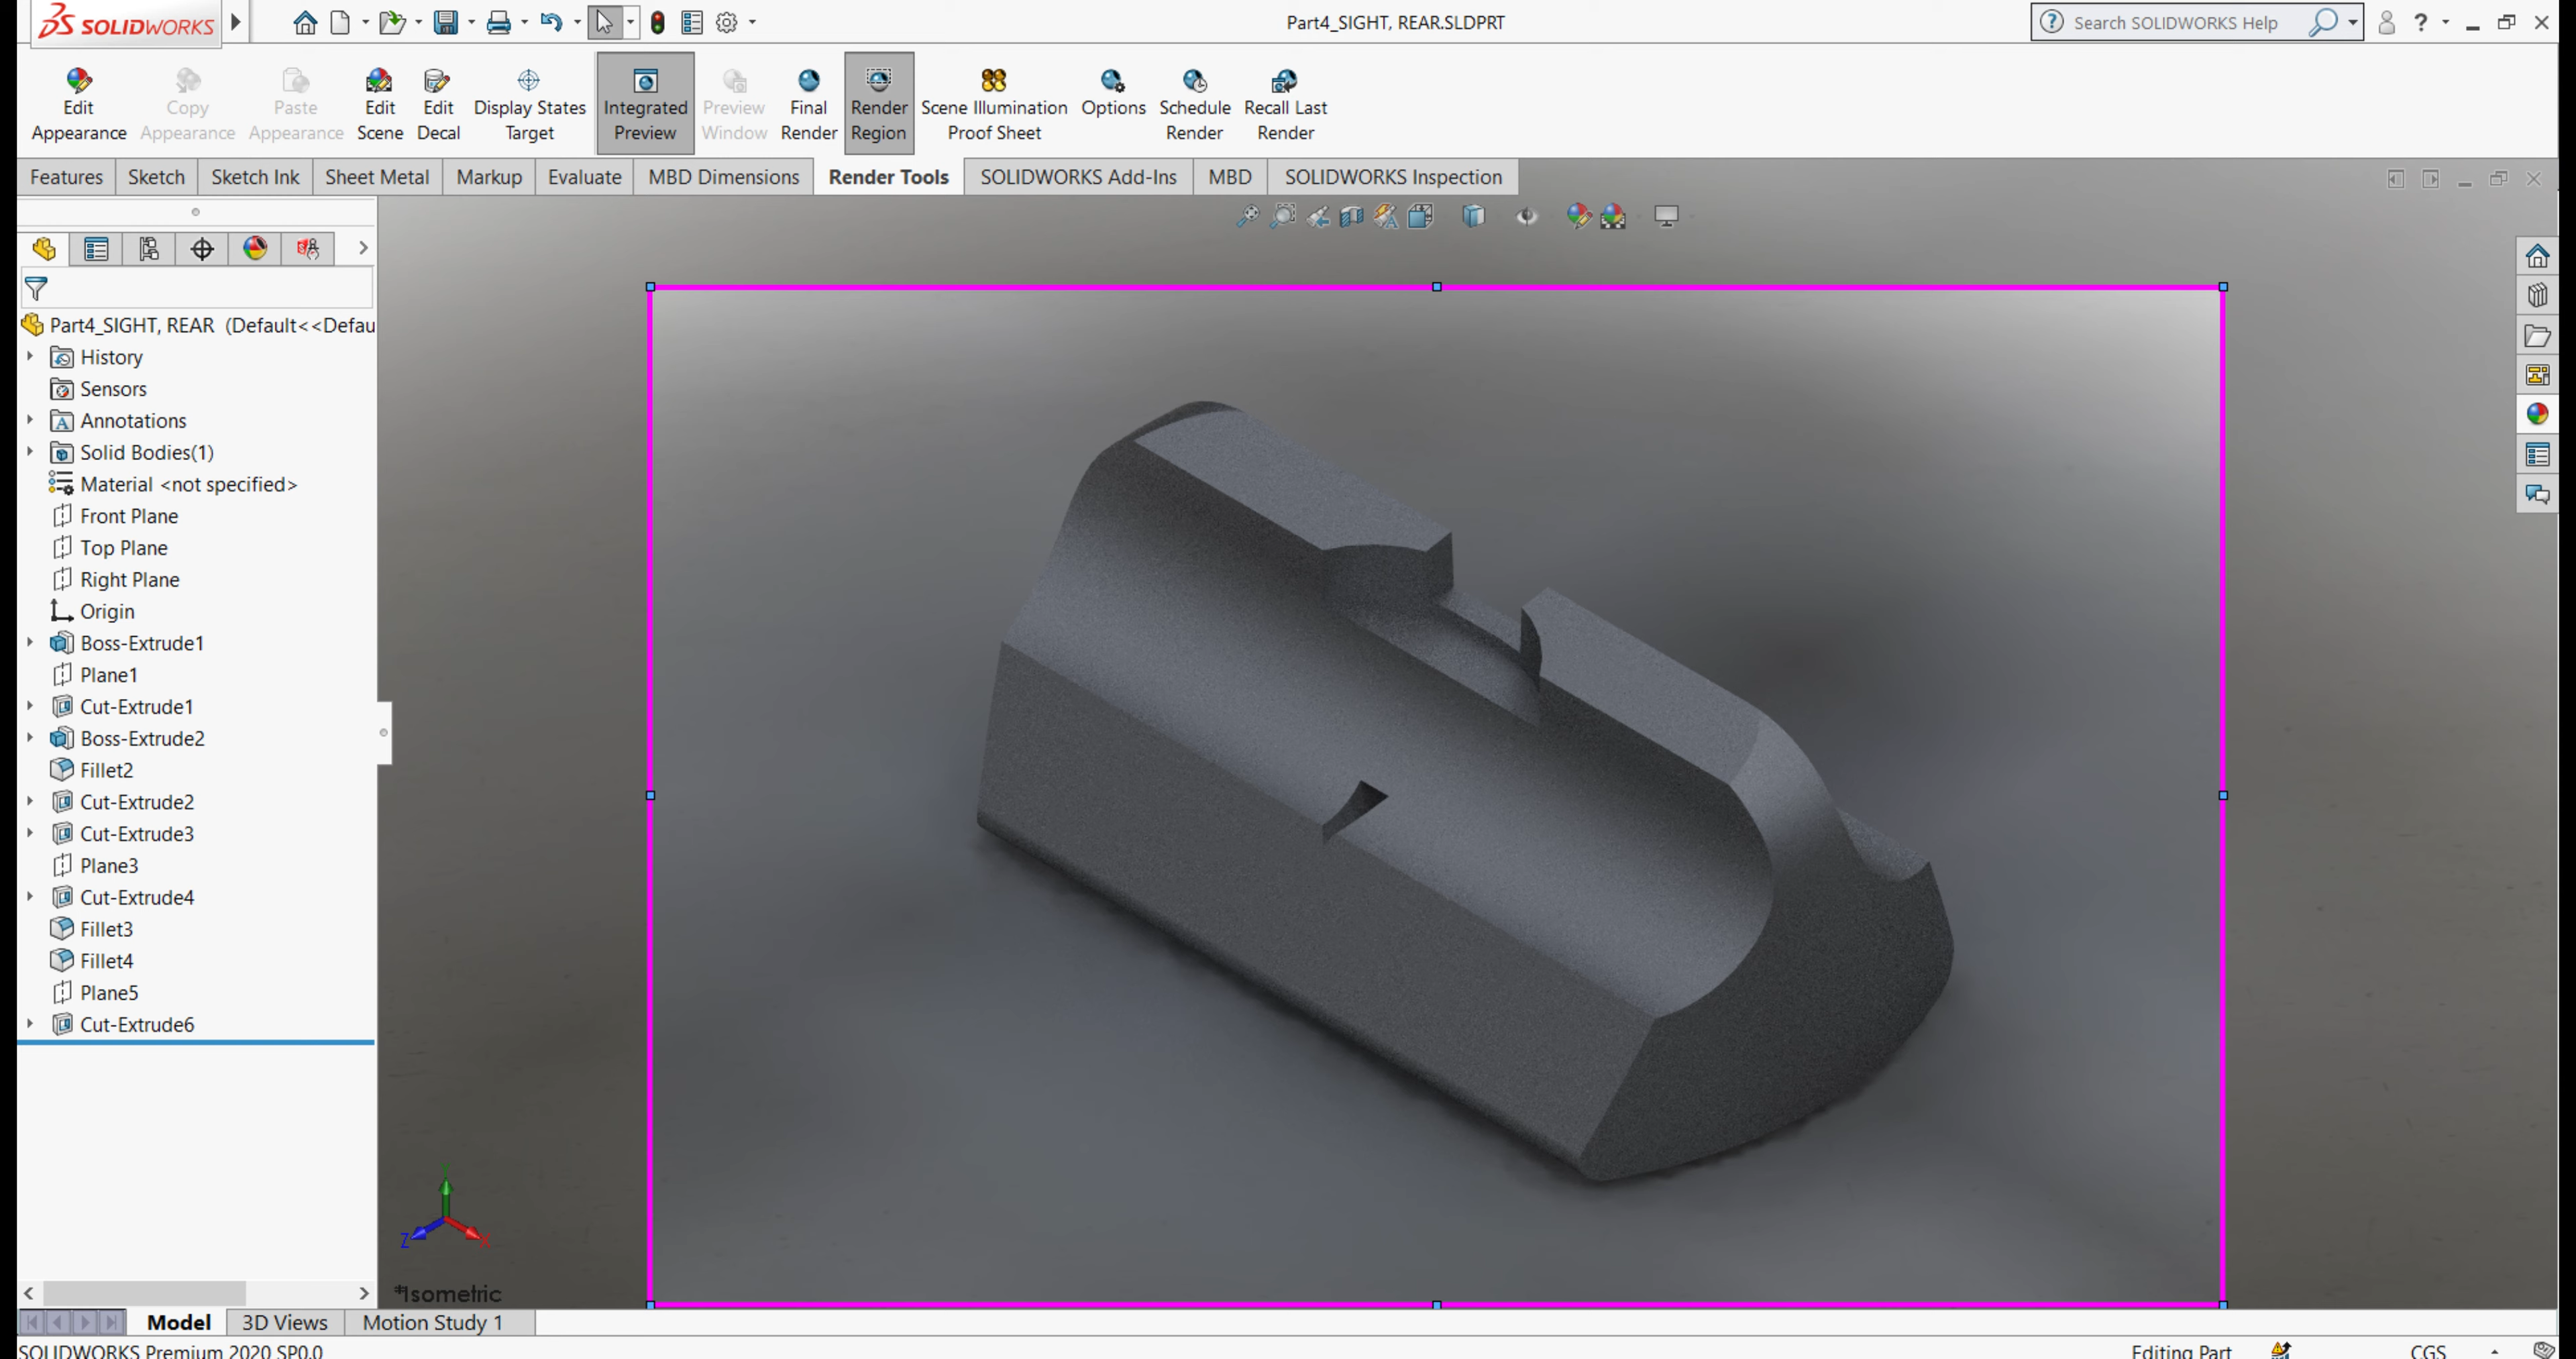 SOLIDWORKS
Part4_SIGHT, REAR.SLDPRT
Search SOLIDWORKS Help
?
Edit Appearance
Copy Appearance
Paste Appearance
Edit Scene
Edit Decal
Display States Target
Integrated Preview
Preview Window
Final Render
Render Region
Scene Illumination Proof Sheet
Options
Schedule Render
Recall Last Render
Features
Sketch
Sketch Ink
Sheet Metal
Markup
Evaluate
MBD Dimensions
Render Tools
SOLIDWORKS Add-Ins
MBD
SOLIDWORKS Inspection
Part4_SIGHT, REAR (Default<<Defau
History
Sensors
Annotations
Solid Bodies(1)
Material <not specified>
Front Plane
Top Plane
Right Plane
Origin
Boss-Extrude1
Plane1
Cut-Extrude1
Boss-Extrude2
Fillet2
Cut-Extrude2
Cut-Extrude3
Plane3
Cut-Extrude4
Fillet3
Fillet4
Plane5
Cut-Extrude6
Y
Z
X
*Isometric
Model
3D Views
Motion Study 1
SOLIDWORKS Premium 2020 SP0.0
Editing Part
CGS